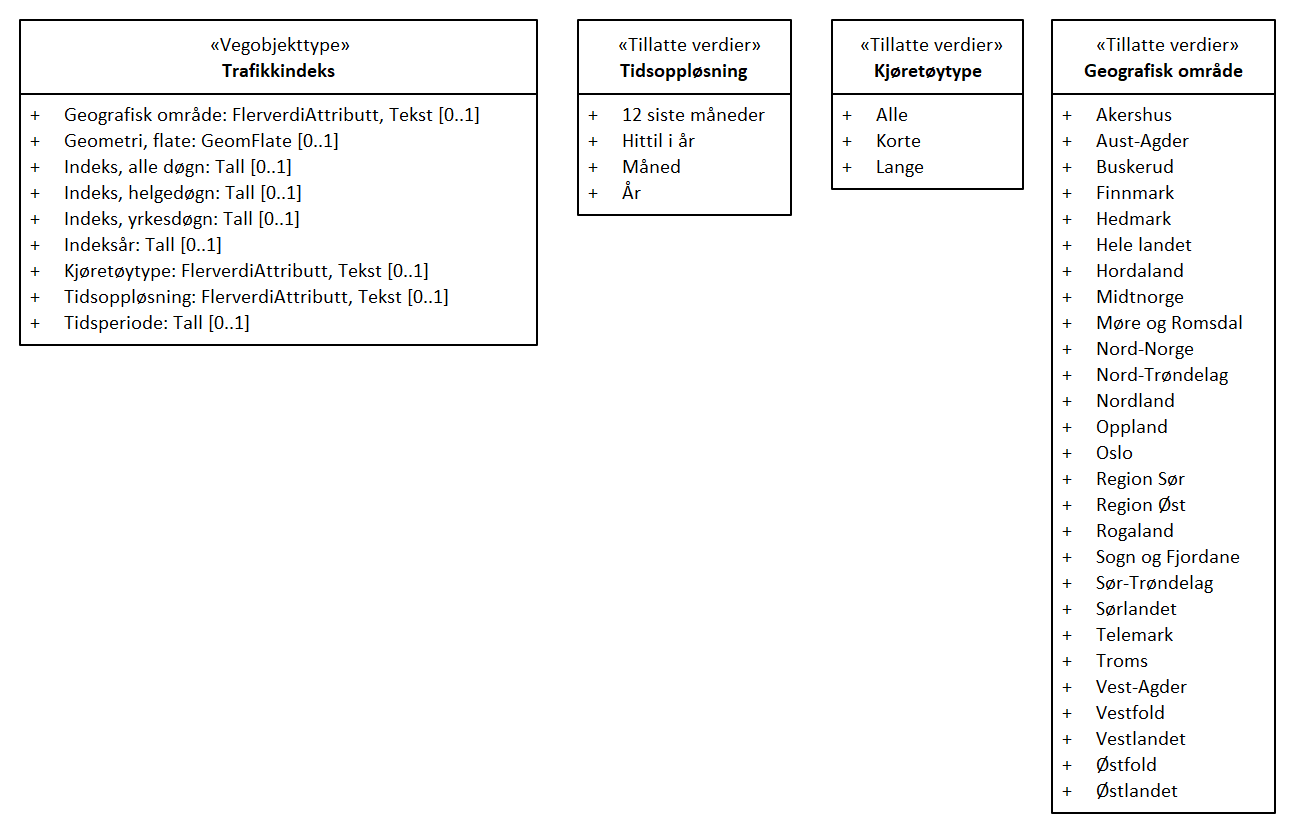 «Vegobjekttype»
Trafikkindeks
+ Geografisk område: FlerverdiAttributt, Tekst [0..1]
+ Geometri, flate: GeomFlate [0..1]
+ Indeks, alle døgn: Tall [0..1]
+ Indeks, helgedøgn: Tall [0..1]
+ Indeks, yrkesdøgn: Tall [0..1]
+ Indeksår: Tall [0..1]
+ Kjøretøytype: FlerverdiAttributt, Tekst [0..1]
+ Tidsoppløsning: FlerverdiAttributt, Tekst [0..1]
+ Tidsperiode: Tall [0..1]
«Tillatte verdier»
Tidsoppløsning
+ 12 siste måneder
+ Hittil i år
+ Måned
+ År
«Tillatte verdier»
Kjøretøytype
+ Alle
+ Korte
+ Lange
«Tillatte verdier»
Geografisk område
+ Akershus
+ Aust-Agder
+ Buskerud
+ Finnmark
+ Hedmark
+ Hele landet
+ Hordaland
+ Midtnorge
+ Møre og Romsdal
+ Nord-Norge
+ Nord-Trøndelag
+ Nordland
+ Oppland
+ Oslo
+ Region Sør
+ Region Øst
+ Rogaland
+ Sogn og Fjordane
+ Sør-Trøndelag
+ Sørlandet
+ Telemark
+ Troms
+ Vest-Agder
+ Vestfold
+ Vestlandet
+ Østfold
+ Østlandet